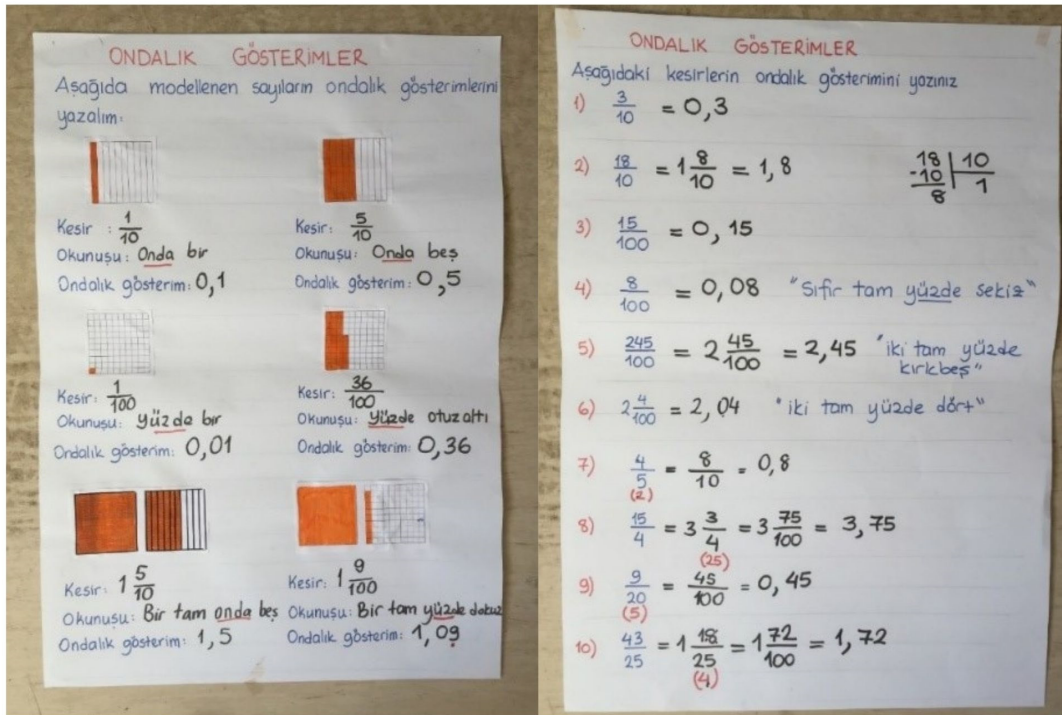 ONDALIK GÖSTERİMLER
Aşağıda modellenen sayıların ondalık gösterimlerini
yazalım:
Kesir : 1/10
Okunuşu: Onda bir
Ondalık gösterim: 0,1
Kesir: 5/10
Okunuşu: Onda beş
Ondalık gösterim: 0,5
Kesir: 1/100
Okunuşu: Yüzde bir
Ondalık gösterim: 0,01
Kesir: 36/100
Okunuşu: Yüzde otuzaltı
Ondalık gösterim: 0,36
Kesir: 1 5/10
Okunuşu: Bir tam onda beş
Ondalık gösterim: 1,5
Kesir: 1 9/100
Okunuşu: Bir tam yüzde dokuz
Ondalık gösterim: 1,09
ONDALIK GÖSTERİMLER
Aşağıdaki kesirlerin ondalık gösterimini yazınız
1) 3/10 = 0,3
2) 18/10 = 1 8/10 = 1,8
18 | 10
-10 | 1
8
3) 15/100 = 0,15
4) 8/100 = 0,08 "Sıfır tam yüzde sekiz"
5) 245/100 = 2 45/100 = 2,45 "iki tam yüzde
kırkbeş"
6) 2 4/100 = 2,04 "iki tam yüzde dört"
7) 4/5 = 8/10 = 0,8
(2)
8) 15/4 = 3 3/4 = 3 75/100 = 3,75
(25)
9) 9/20 = 45/100 = 0,45
(5)
10) 43/25 = 1 18/25 = 1 72/100 = 1,72
(4)